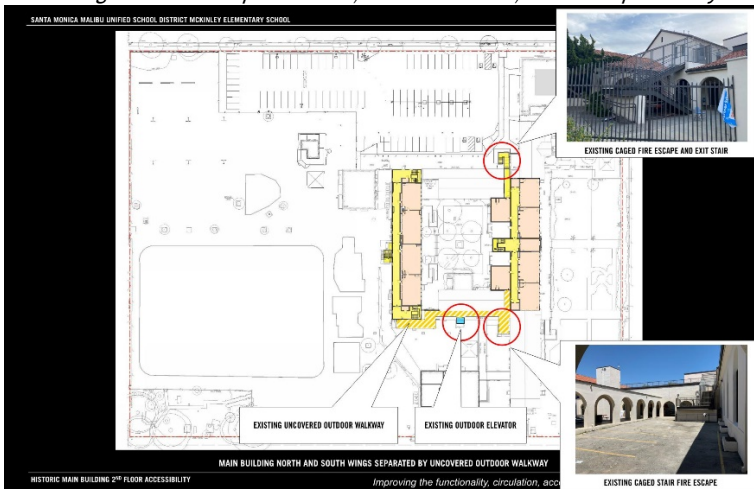 SANTA MONICA MALIBU UNIFIED SCHOOL DISTRICT MCKINLEY ELEMENTARY SCHOOL
EXISTING CAGED FIRE ESCAPE AND EXIT STAIR
EXISTING UNCOVERED OUTDOOR WALKWAY
EXISTING OUTDOOR ELEVATOR
MAIN BUILDING NORTH AND SOUTH WINGS SEPARATED BY UNCOVERED OUTDOOR WALKWAY
HISTORIC MAIN BUILDING 2ND FLOOR ACCESSIBILITY
Improving the functionality, circulation, acc
EXISTING CAGED STAIR FIRE ESCAPE